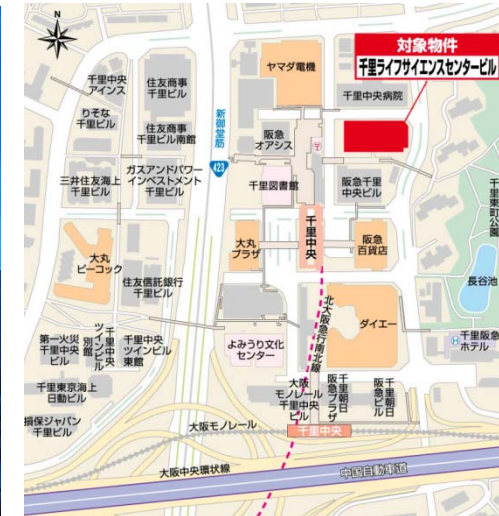 N
対象物件
千里ライフサイエンスセンタービル
ヤマダ電機
千里中央病院
千里中央
アインス
りそな
千里ビル
住友商事
千里ビル
住友商事
千里ビル南館
新御堂筋
423
阪急
オアシス
三井住友海上
千里ビル
ガスアンドパワー
インベストメント
千里ビル
千里図書館
阪急千里
中央ビル
千里東町公園
大丸
ピーコック
住友信託銀行
千里ビル
大丸
プラザ
千里中央
阪急
百貨店
長谷池
北大阪急行南北線
第一火災
千里中央
ビル
千里中央
ツインビル
別館
千里中央
ツインビル
東館
よみうり文化
センター
ダイエー
千里阪急
ホテル
H
千里東京海上
日動ビル
大阪
モノレール
千里中央
ビル
千里朝日
阪急プラザ
千里朝日
阪急ビル
損保ジャパン
千里ビル
大阪モノレール
千里中央
大阪中央環状線
中国自動車道